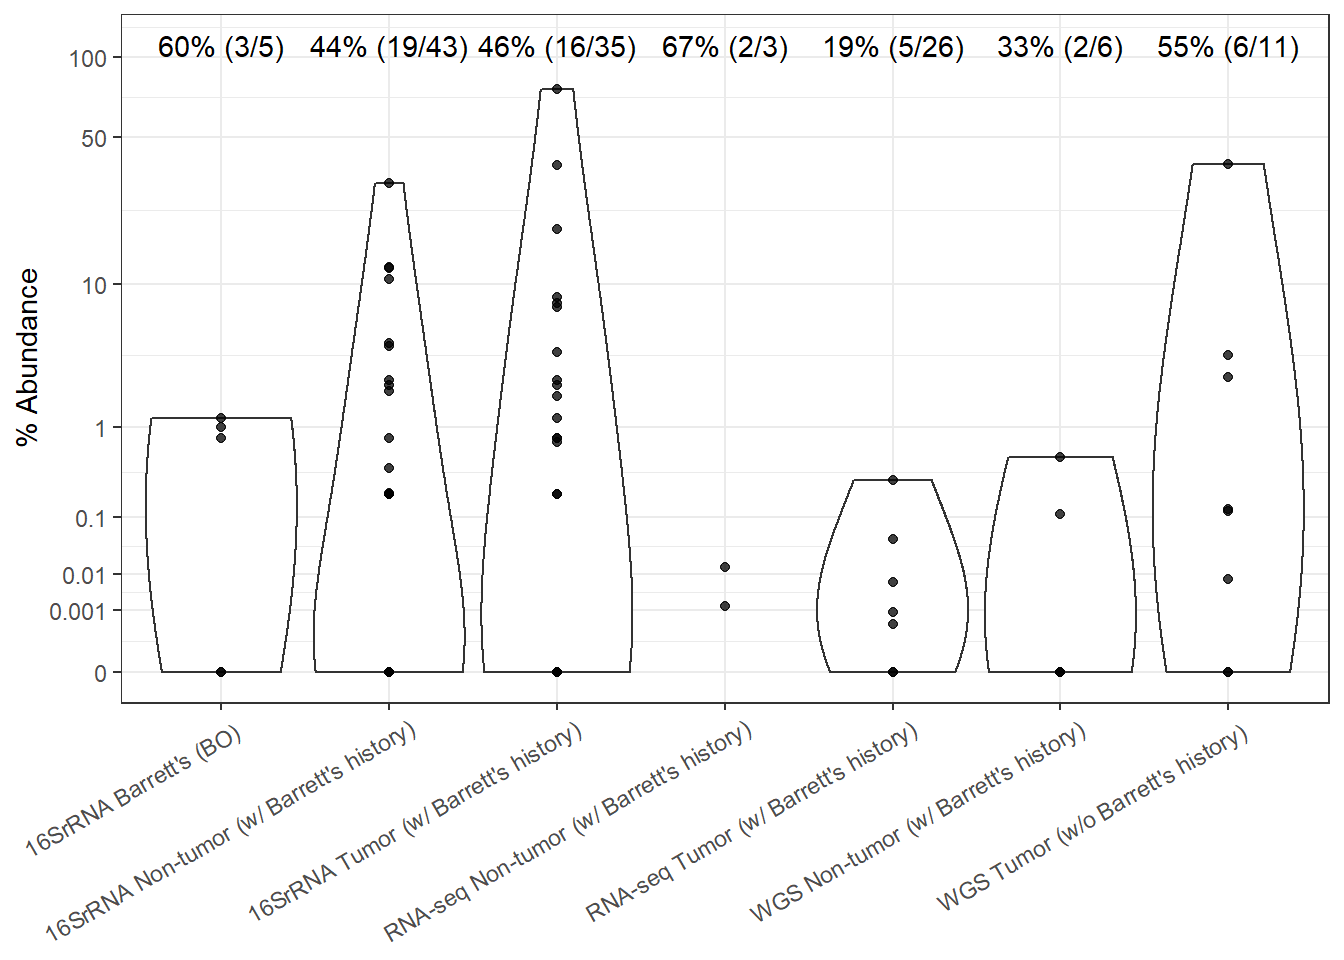 60% (3/5) 44% (19/43) 46% (16/35) 67% (2/3) 19% (5/26) 33% (2/6) 55% (6/11)
100
50
10
1
0.1
0.01
0.001
0
% Abundance
16SrRNA Barrett's (BO)
16SrRNA Non-tumor (w/ Barrett's history)
16SrRNA Tumor (w/ Barrett's history)
RNA-seq Non-tumor (w/ Barrett's history)
RNA-seq Tumor (w/ Barrett's history)
WGS Non-tumor (w/ Barrett's history)
WGS Tumor (w/o Barrett's history)